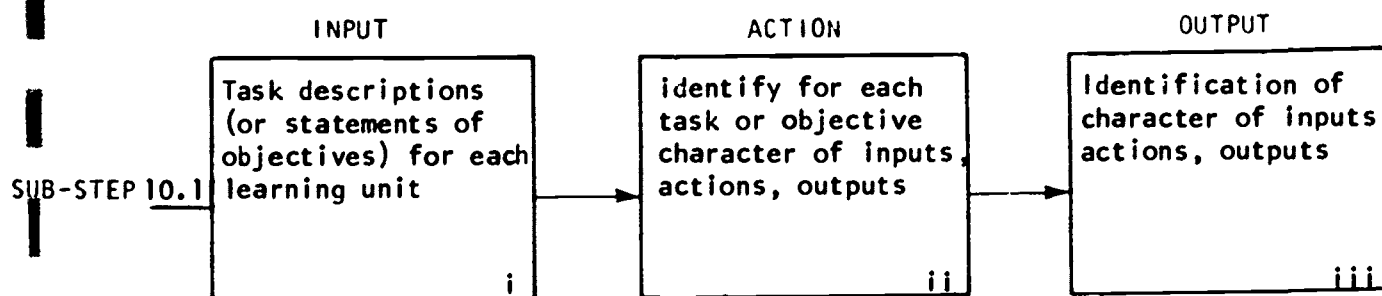 INPUT
ACTION
OUTPUT
SUB-STEP 10.1
Task descriptions
(or statements of
objectives) for each
learning unit
i
identify for each
task or objective
character of inputs,
actions, outputs
ii
Identification of
character of inputs
actions, outputs
iii